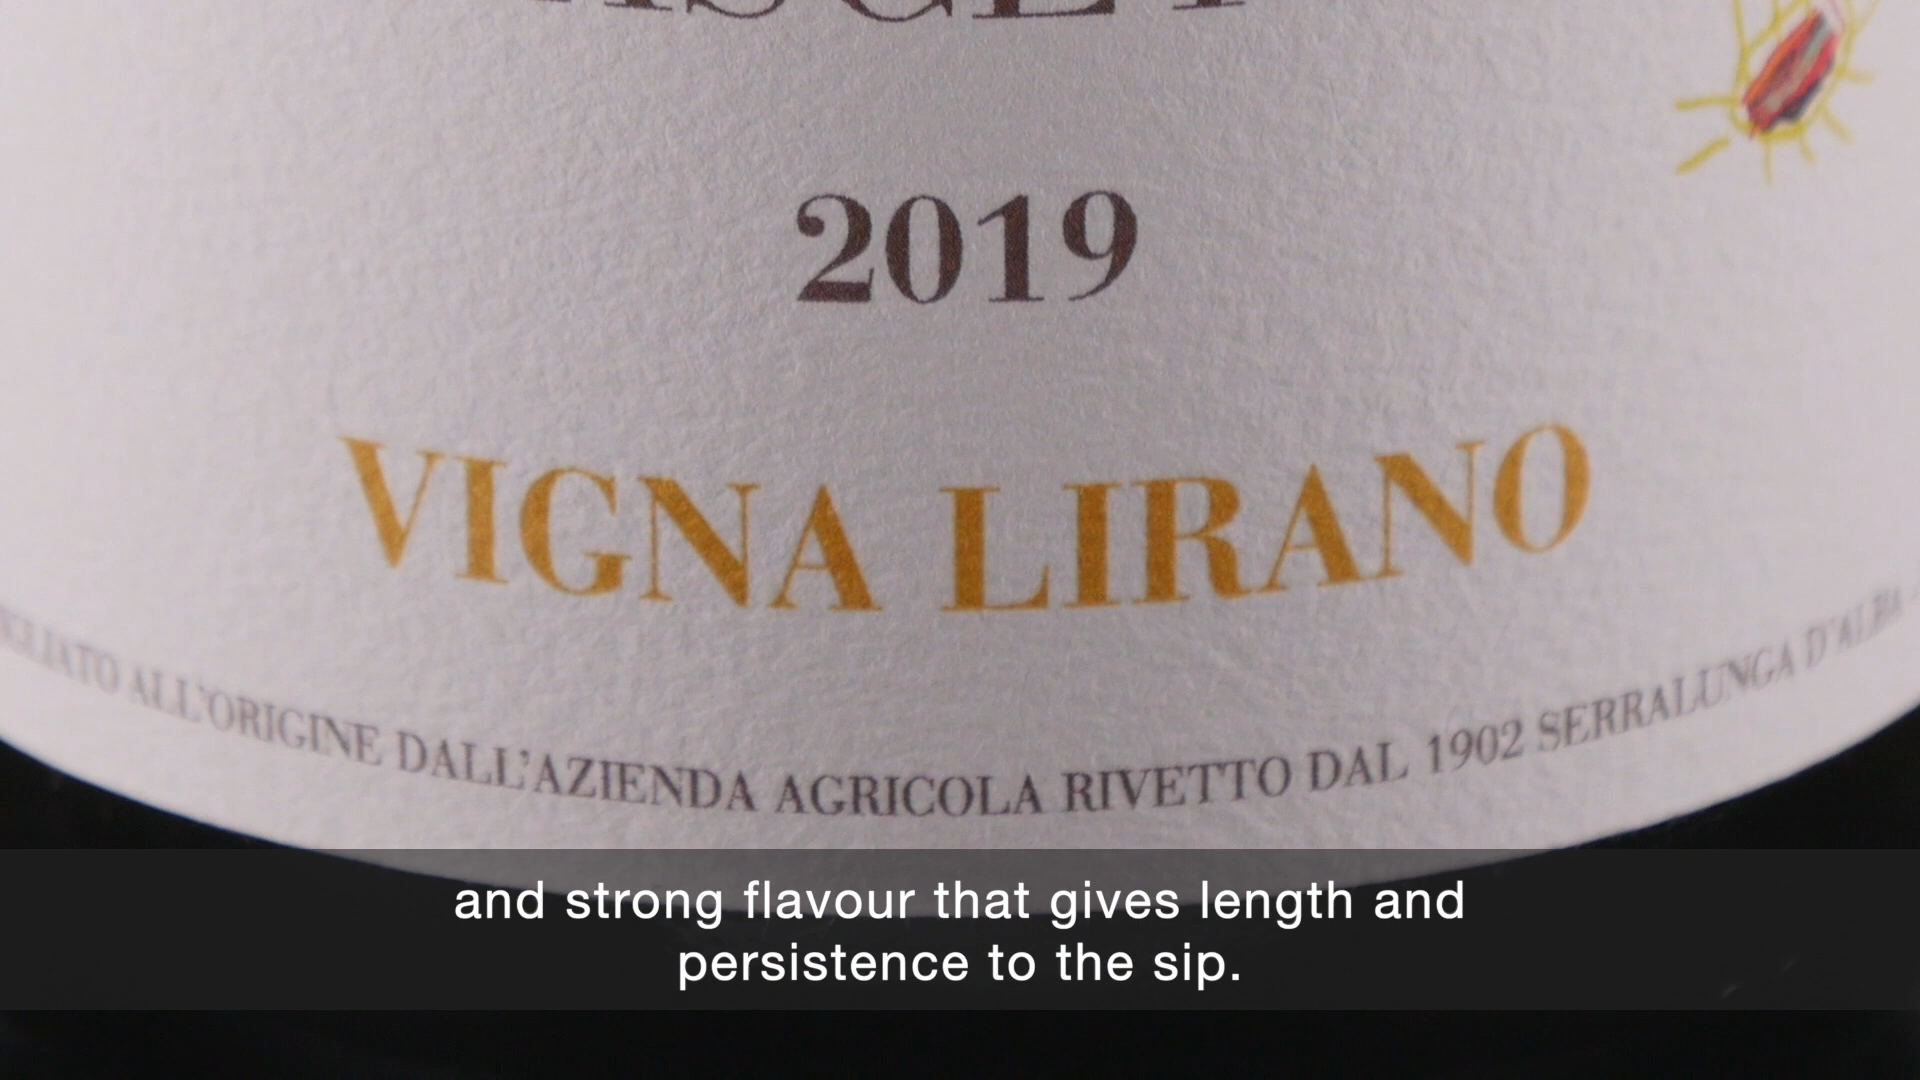 2019
VIGNA LIRANO
ALL'ORIGINE DALL'AZIENDA AGRICOLA RIVETTO DAL 1902 SERRALUNGA D'ALBA
and strong flavour that gives length and
persistence to the sip.